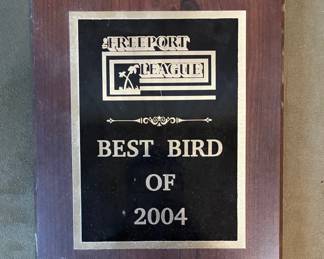 FREEPORT
LEAGUE
BEST BIRD
OF
2004